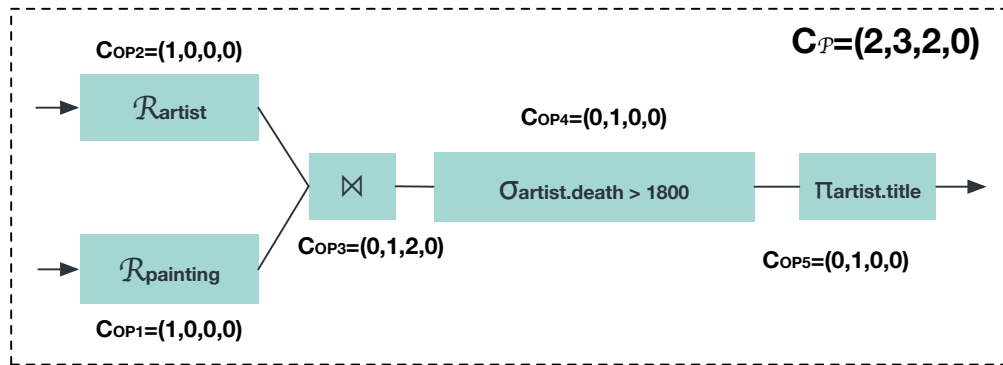 C𝒫=(2,3,2,0)
COP2=(1,0,0,0)
ℛartist
COP4=(0,1,0,0)
⋈
σartist.death > 1800
Πartist.title
COP3=(0,1,2,0)
COP5=(0,1,0,0)
ℛpainting
COP1=(1,0,0,0)